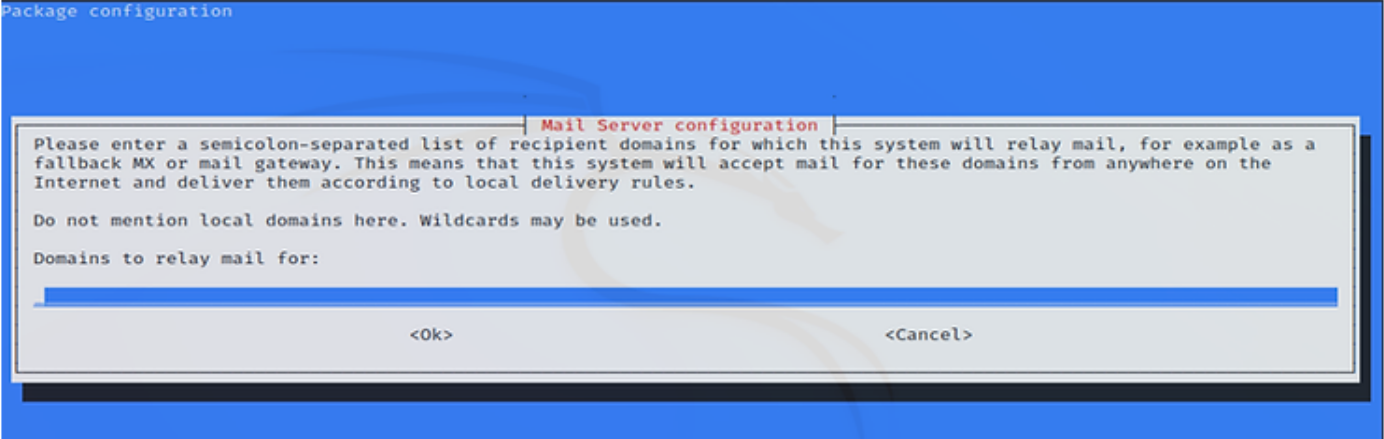 Package configuration
Mail Server configuration
Please enter a semicolon-separated list of recipient domains for which this system will relay mail, for example as a
fallback MX or mail gateway. This means that this system will accept mail for these domains from anywhere on the
Internet and deliver them according to local delivery rules.
Do not mention local domains here. Wildcards may be used.
Domains to relay mail for:
<Ok> <Cancel>